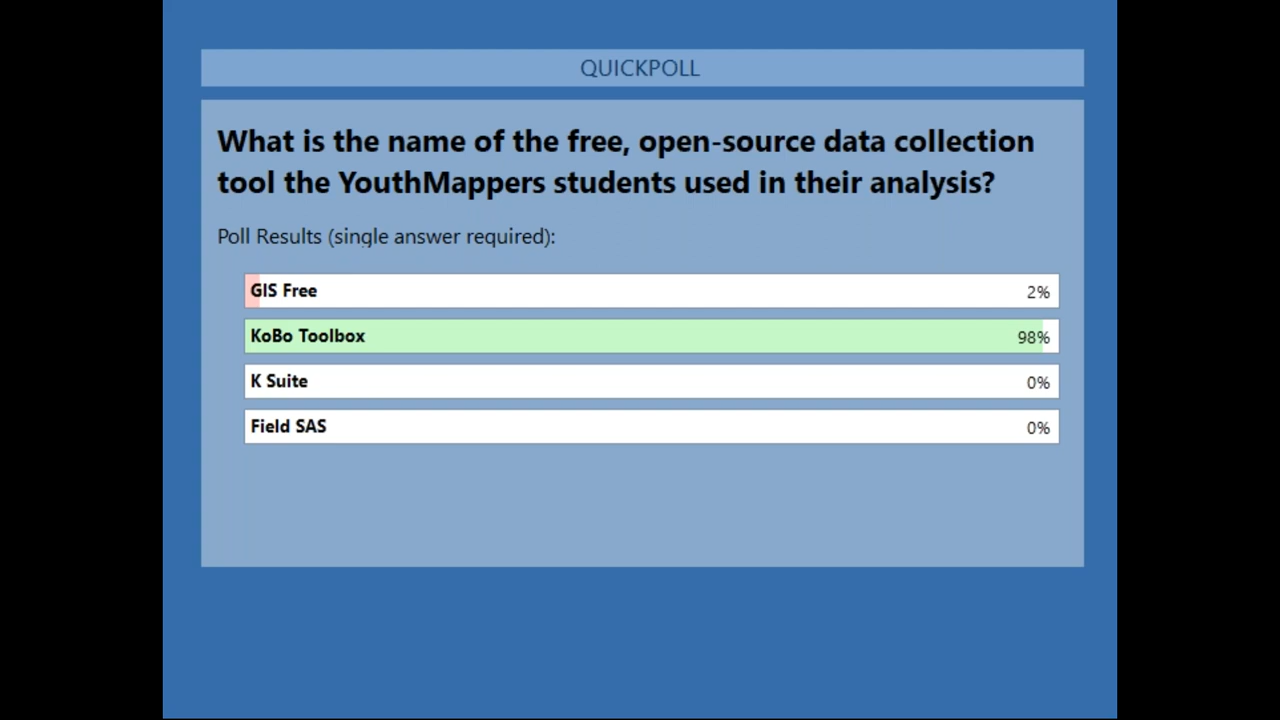 QUICKPOLL
What is the name of the free, open-source data collection
tool the YouthMappers students used in their analysis?
Poll Results (single answer required):
GIS Free 2%
KoBo Toolbox 98%
K Suite 0%
Field SAS 0%